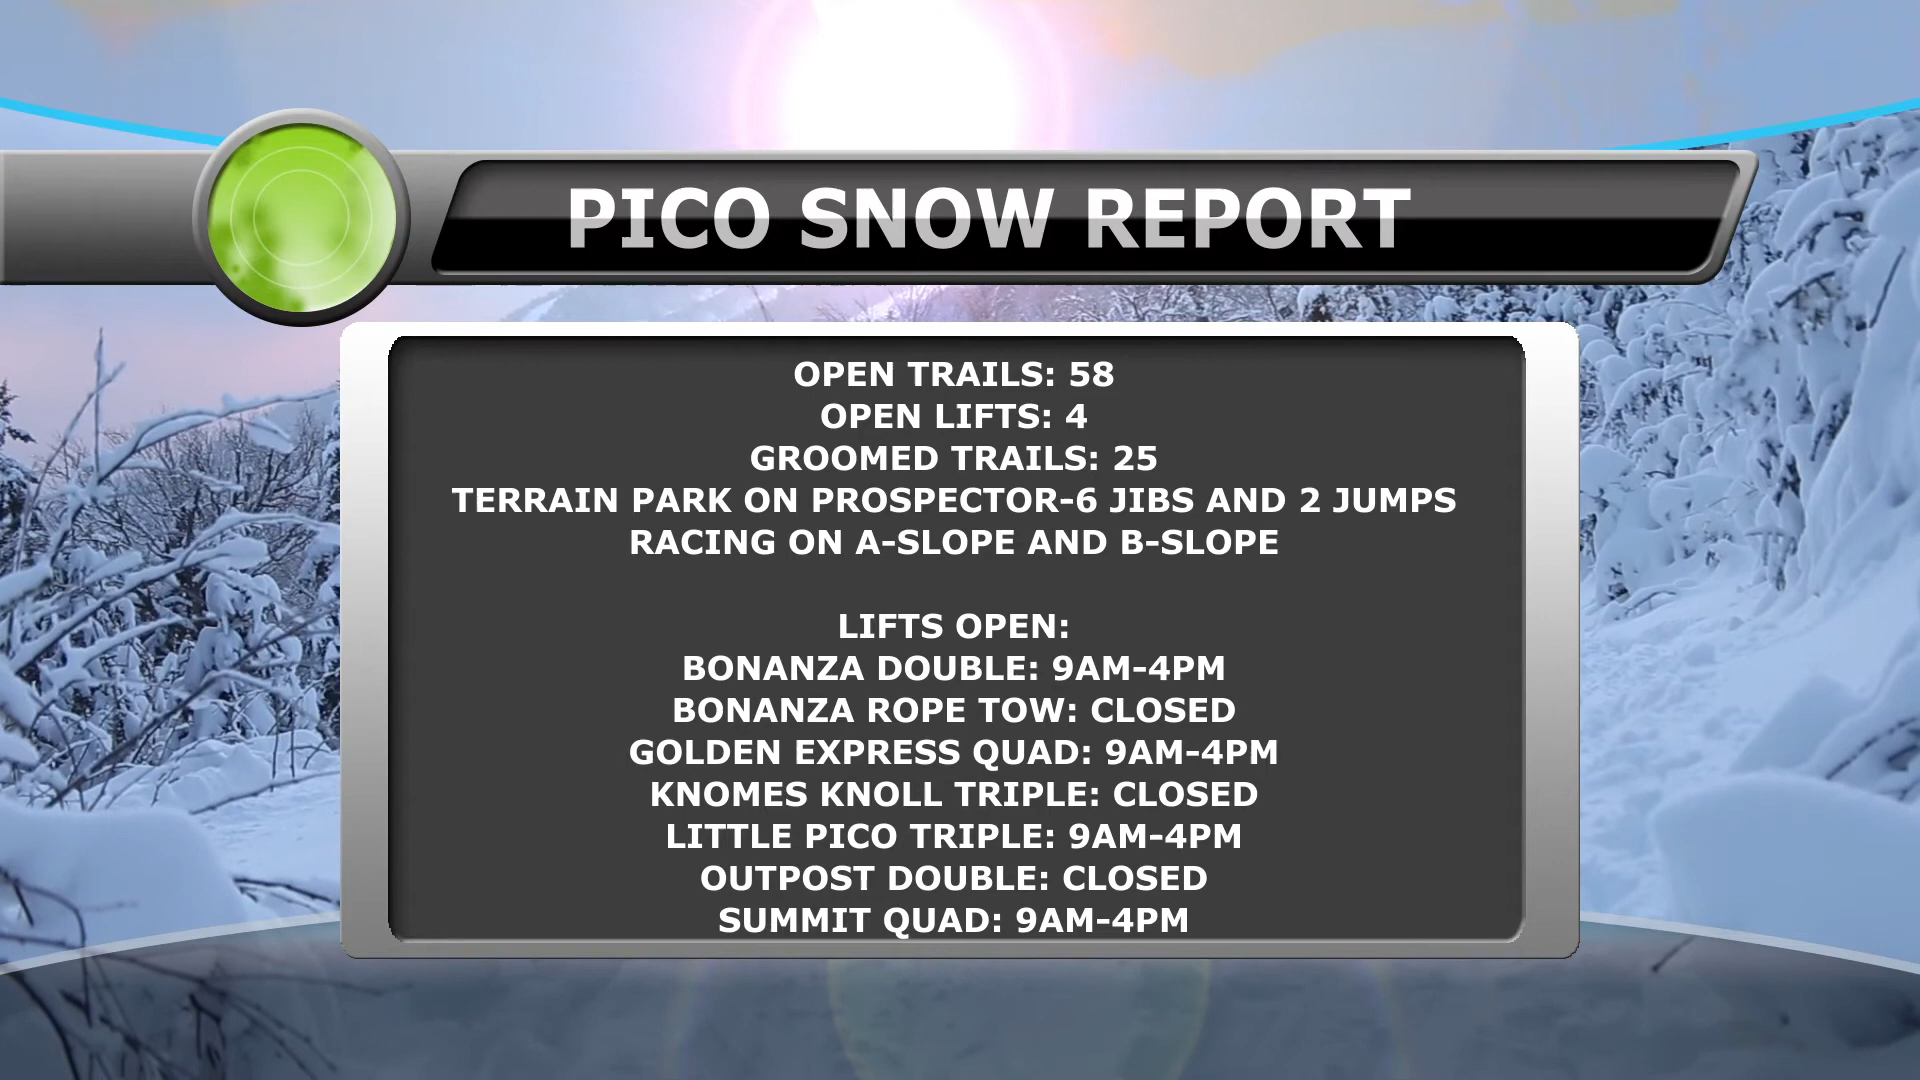 PICO SNOW REPORT
OPEN TRAILS: 58
OPEN LIFTS: 4
GROOMED TRAILS: 25
TERRAIN PARK ON PROSPECTOR-6 JIBS AND 2 JUMPS
RACING ON A-SLOPE AND B-SLOPE
LIFTS OPEN:
BONANZA DOUBLE: 9AM-4PM
BONANZA ROPE TOW: CLOSED
GOLDEN EXPRESS QUAD: 9AM-4PM
KNOMES KNOLL TRIPLE: CLOSED
LITTLE PICO TRIPLE: 9AM-4PM
OUTPOST DOUBLE: CLOSED
SUMMIT QUAD: 9AM-4PM